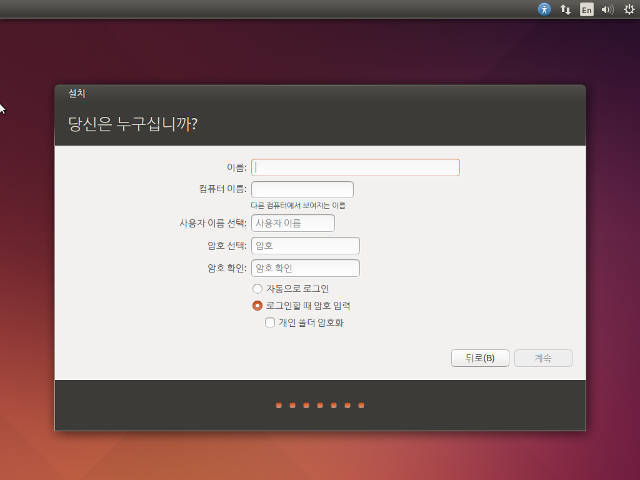 En
설치
당신은 누구십니까?
이름:
컴퓨터 이름:
다른 컴퓨터에서 보여지는 이름
사용자 이름 선택: 사용자 이름
암호 선택: 암호
암호 확인: 암호 확인
자동으로 로그인
로그인할 때 암호 입력
개인 폴더 암호화
뒤로(B) 계속